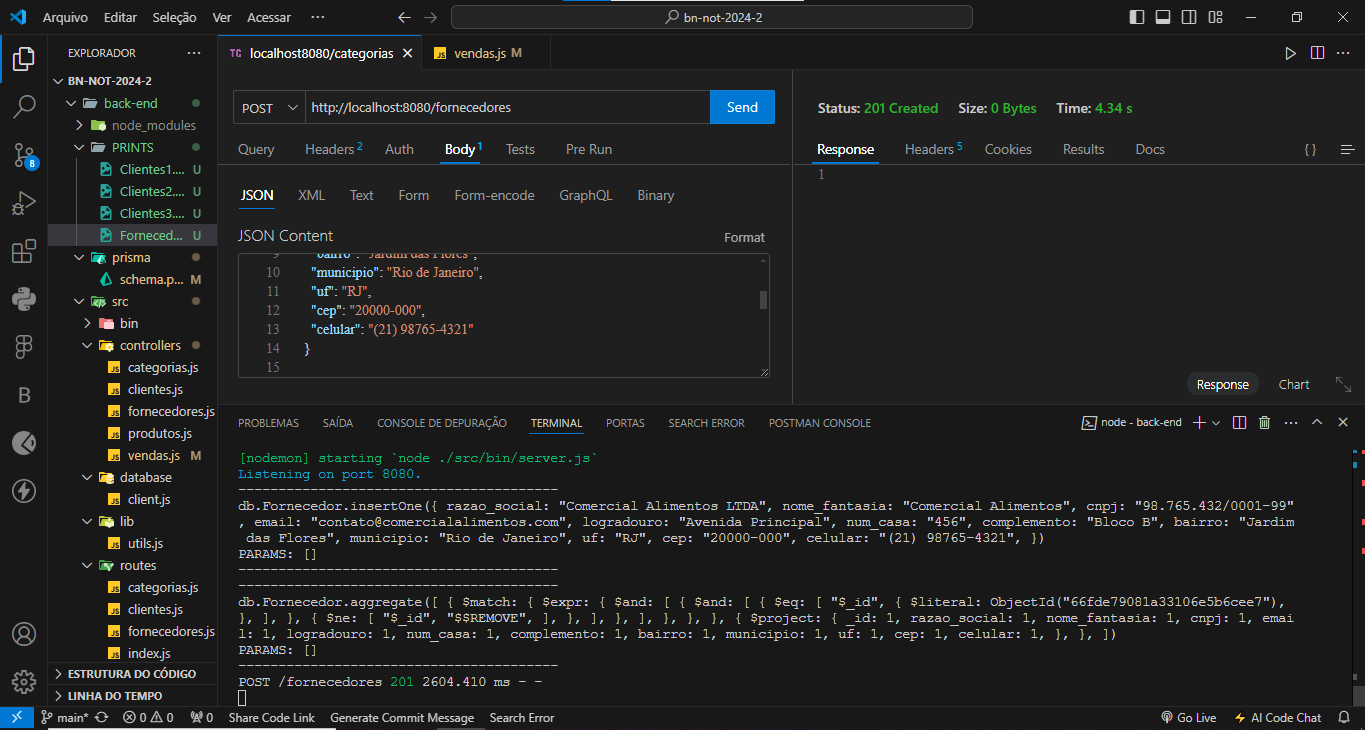 Arquivo Editar Seleção Ver Acessar ··· bn-not-2024-2
EXPLORADOR ···
BN-NOT-2024-2
back-end
node_modules
PRINTS
Clientes1.... U
Clientes2.... U
Clientes3.... U
Forneced... U
prisma
schema.p... M
src
bin
controllers
categorias.js
clientes.js
fornecedores.js
produtos.js
vendas.js M
database
client.js
lib
utils.js
routes
categorias.js
clientes.js
fornecedores.js
index.js
ESTRUTURA DO CÓDIGO
LINHA DO TEMPO
8
B
TC localhost8080/categorias
JS vendas.js M
POST http://localhost:8080/fornecedores Send
Query Headers 2 Auth Body 1 Tests Pre Run
JSON XML Text Form Form-encode GraphQL Binary
JSON Content Format
9 "bairro": "Jardim das Flores",
10 "municipio": "Rio de Janeiro",
11 "uf": "RJ",
12 "cep": "20000-000",
13 "celular": "(21) 98765-4321"
14 }
15
Status: 201 Created Size: 0 Bytes Time: 4.34 s
Response Headers 5 Cookies Results Docs { }
1
Response Chart
PROBLEMAS SAÍDA CONSOLE DE DEPURAÇÃO TERMINAL PORTAS SEARCH ERROR POSTMAN CONSOLE node - back-end
[nodemon] starting `node ./src/bin/server.js`
Listening on port 8080.
----------------------------------------
db.Fornecedor.insertOne({ razao_social: "Comercial Alimentos LTDA", nome_fantasia: "Comercial Alimentos", cnpj: "98.765.432/0001-99"
, email: "contato@comercialalimentos.com", logradouro: "Avenida Principal", num_casa: "456", complemento: "Bloco B", bairro: "Jardim
das Flores", municipio: "Rio de Janeiro", uf: "RJ", cep: "20000-000", celular: "(21) 98765-4321", })
PARAMS: []
----------------------------------------
----------------------------------------
db.Fornecedor.aggregate([ { $match: { $expr: { $and: [ { $and: [ { $eq: [ "$_id", { $literal: ObjectId("66fde79081a33106e5b6cee7"),
}, ], }, { $ne: [ "$_id", "$$REMOVE", ], }, ], }, ], }, }, }, { $project: { _id: 1, razao_social: 1, nome_fantasia: 1, cnpj: 1, emai
l: 1, logradouro: 1, num_casa: 1, complemento: 1, bairro: 1, municipio: 1, uf: 1, cep: 1, celular: 1, }, }, ])
PARAMS: []
----------------------------------------
POST /fornecedores 201 2604.410 ms - -
main* 0 0 0 Share Code Link Generate Commit Message Search Error Go Live AI Code Chat